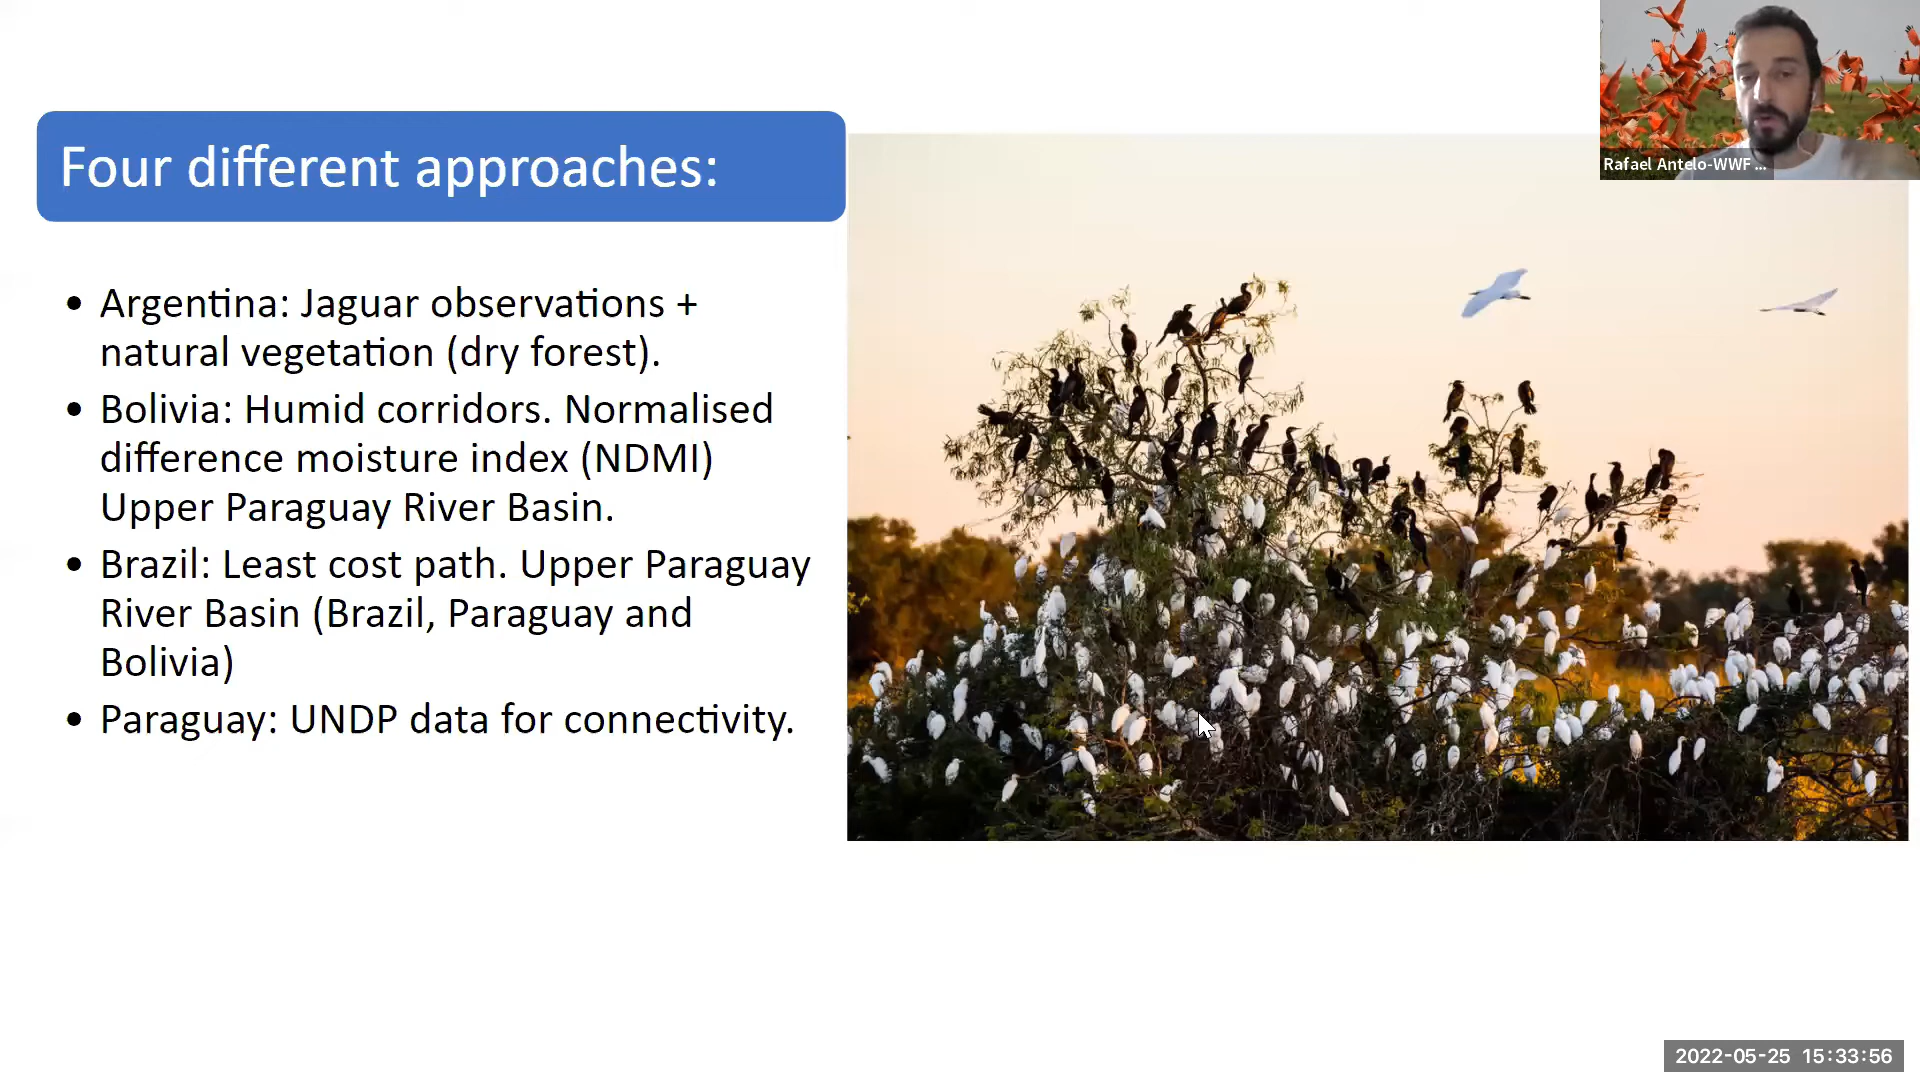 Four different approaches:
Rafael Antelo-WWF ...
• Argentina: Jaguar observations +
natural vegetation (dry forest).
• Bolivia: Humid corridors. Normalised
difference moisture index (NDMI)
Upper Paraguay River Basin.
• Brazil: Least cost path. Upper Paraguay
River Basin (Brazil, Paraguay and
Bolivia)
• Paraguay: UNDP data for connectivity.
2022-05-25 15:33:56